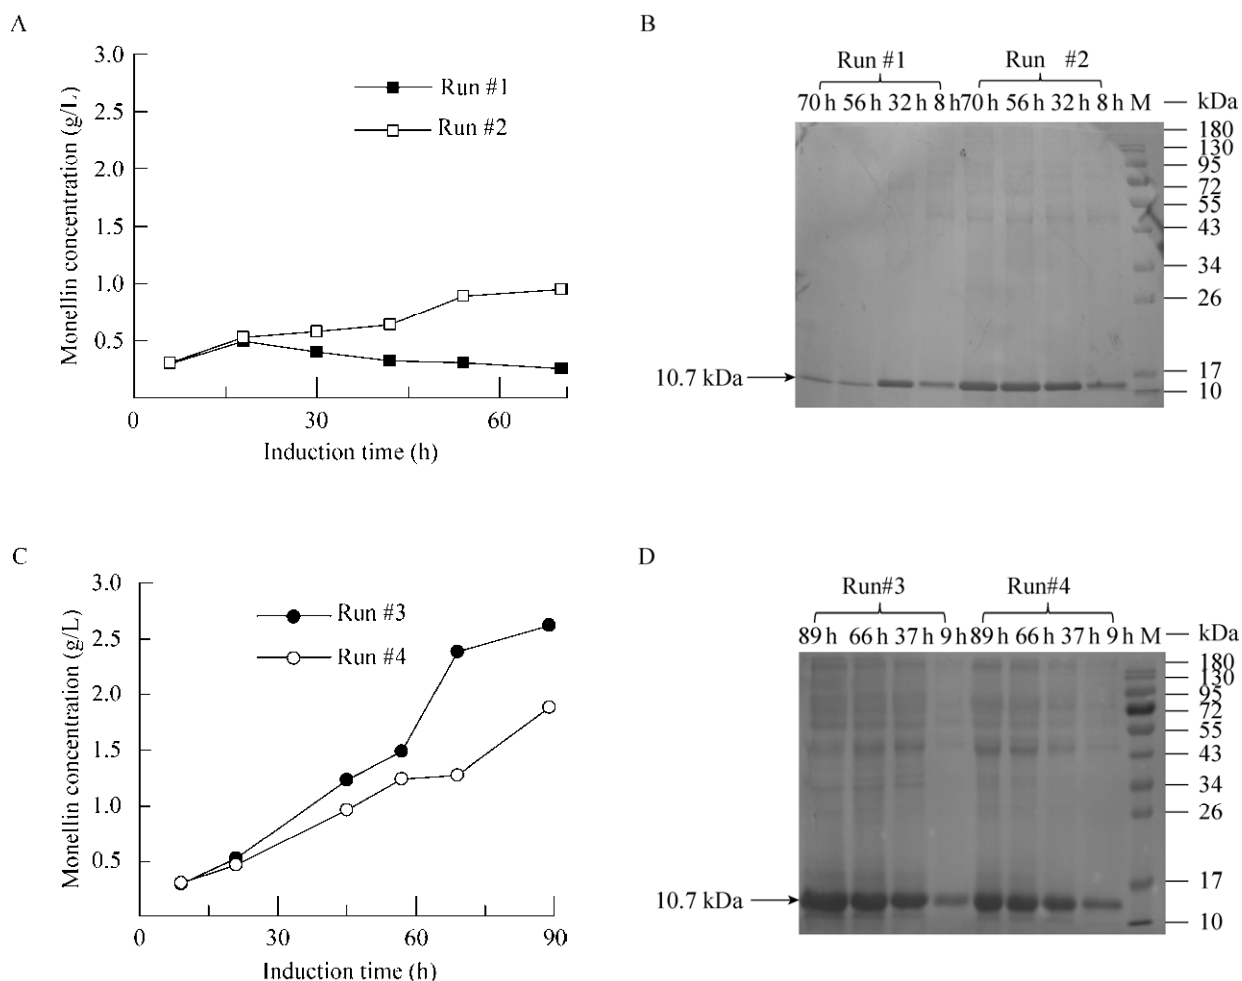 A
3.0
2.5
2.0
1.5
1.0
0.5
0
30
60
Monellin concentration (g/L)
Induction time (h)
Run #1
Run #2
B
Run #1 Run #2
70 h 56 h 32 h 8 h 70 h 56 h 32 h 8 h M kDa
180
130
95
72
55
43
34
26
17
10
10.7 kDa
C
3.0
2.5
2.0
1.5
1.0
0.5
0
30
60
90
Monellin concentration (g/L)
Induction time (h)
Run #3
Run #4
D
Run#3 Run#4
89 h 66 h 37 h 9 h 89 h 66 h 37 h 9 h M kDa
180
130
95
72
55
43
34
26
17
10
10.7 kDa